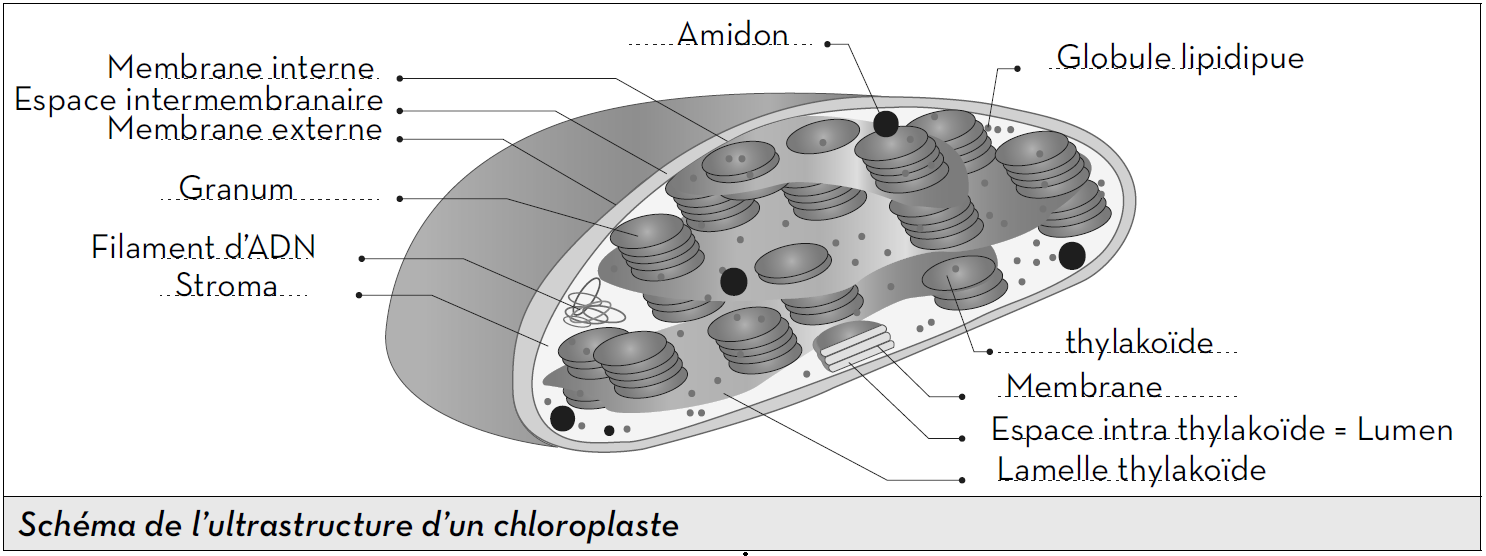 Amidon
Globule lipidipue
Membrane interne
Espace intermembranaire
Membrane externe
Granum
Filament d'ADN
Stroma
thylakoïde
Membrane
Espace intra thylakoïde = Lumen
Lamelle thylakoïde
Schéma de l'ultrastructure d'un chloroplaste